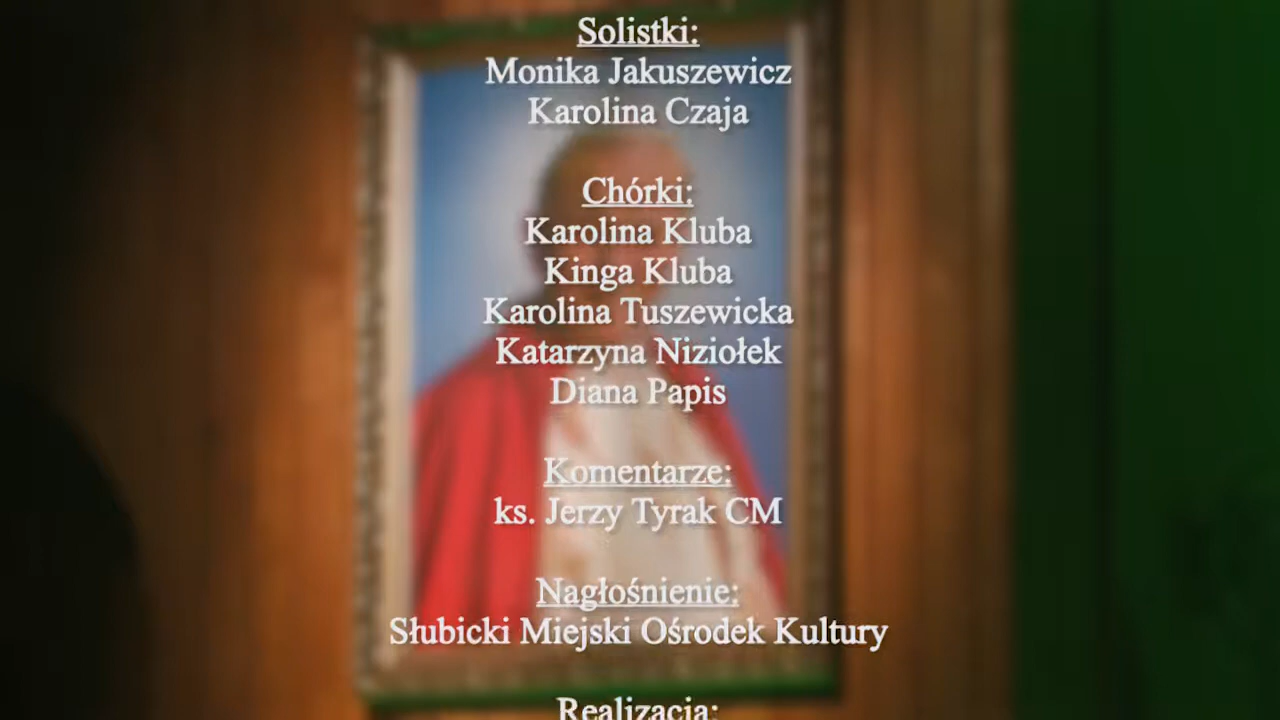 Solistki:
Monika Jakuszewicz
Karolina Czaja
Chórki:
Karolina Kluba
Kinga Kluba
Karolina Tuszewicka
Katarzyna Niziołek
Diana Papis
Komentarze:
ks. Jerzy Tyrak CM
Nagłośnienie:
Słubicki Miejski Ośrodek Kultury
Realizacja: